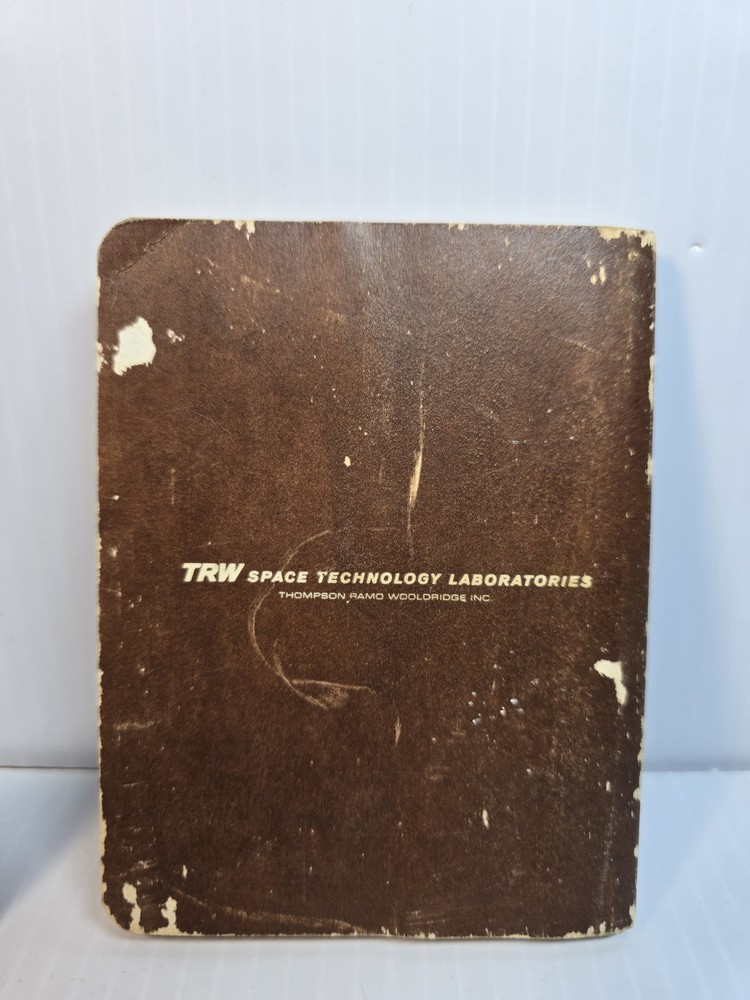 TRW SPACE TECHNOLOGY LABORATORIES
THOMPSON RAMO WOOLDRIDGE INC.